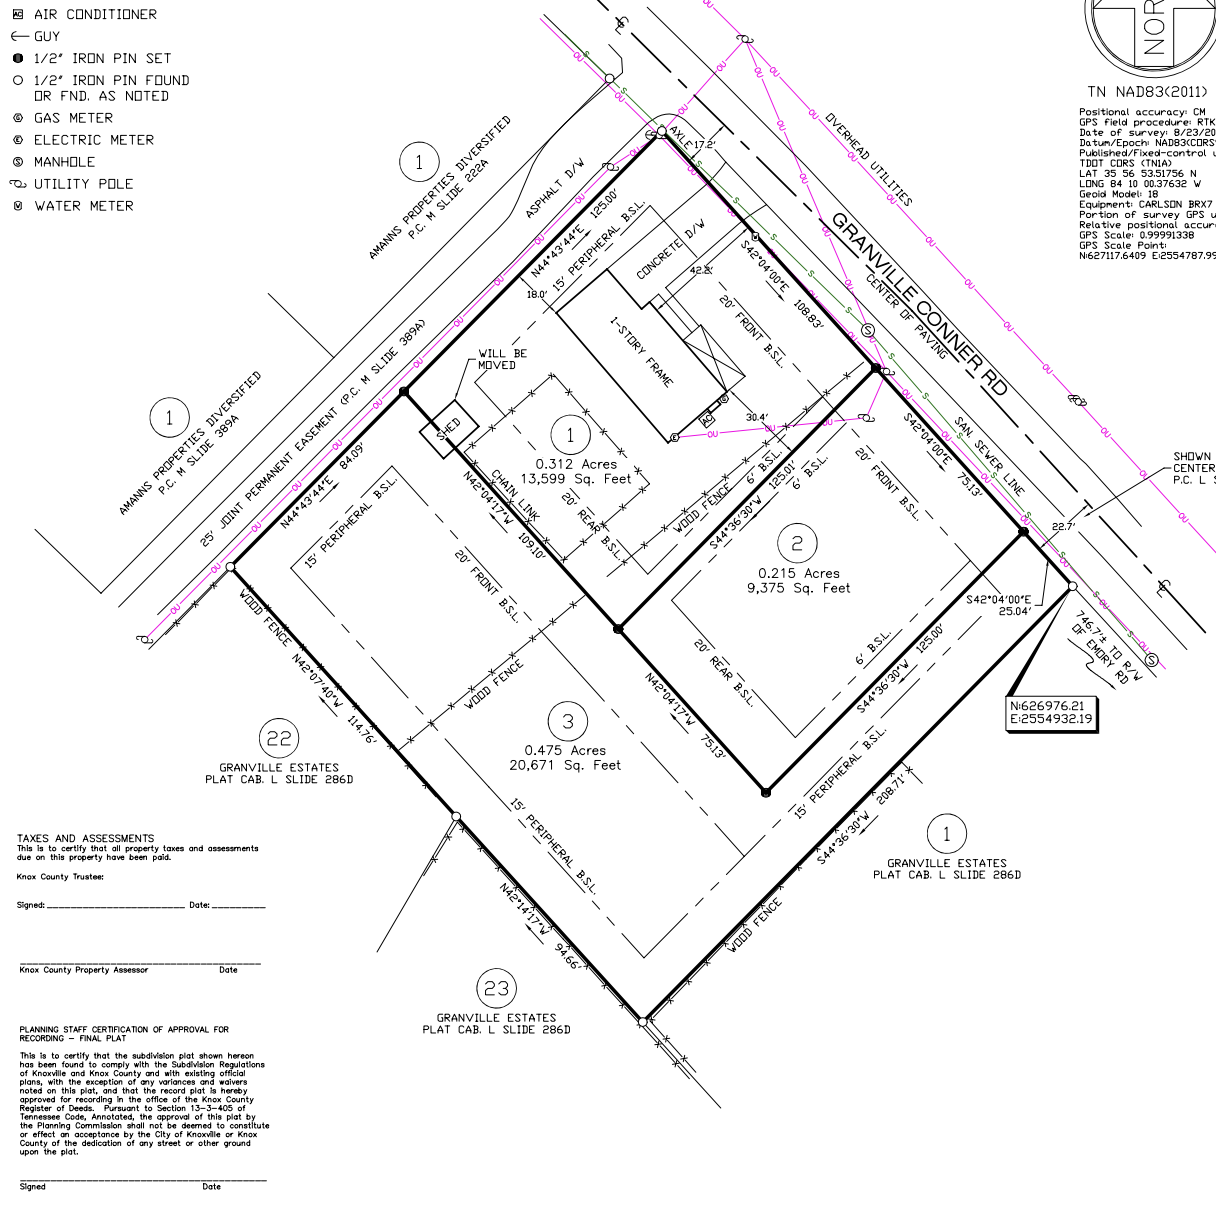 AC AIR CONDITIONER
GUY
1/2" IRON PIN SET
1/2" IRON PIN FOUND
OR FND. AS NOTED
G GAS METER
E ELECTRIC METER
S MANHOLE
UTILITY POLE
W WATER METER
NOR
TN NAD83(2011)
Positional accuracy: CM
GPS field procedure: RTK
Date of survey: 8/23/20
Datum/Epoch: NAD83(CORS
Published/Fixed-control u
TDOT CORS (TN1A)
LAT 35 56 53.51756 N
LONG 84 10 00.37632 W
Geoid Model: 18
Equipment: CARLSON BRX7
Portion of survey GPS u
Relative positional accur
GPS Scale: 0.99991338
GPS Scale Point:
N:627117.6409 E:2554787.99
OVERHEAD UTILITIES
GRANVILLE CONNER RD
CENTER OF PAVING
1
AMANNS PROPERTIES DIVERSIFIED
P.C. M SLIDE 222A
ASPHALT D/W
AXLE
17.2'
N44°43'44"E 125.00'
15' PERIPHERAL B.S.L.
CONCRETE D/W
42.2'
18.0'
S42°04'00"E 108.83'
20' FRONT B.S.L.
1-STORY FRAME
AC
30.4'
WILL BE
MOVED
SHED
1
0.312 Acres
13,599 Sq. Feet
CHAIN LINK
20' REAR B.S.L.
N42°04'17"W 109.10'
WOOD FENCE
6' B.S.L.
S44°36'30"W 125.01'
6' B.S.L.
1
AMANNS PROPERTIES DIVERSIFIED
P.C. M SLIDE 389A
25' JOINT PERMANENT EASEMENT (P.C. M SLIDE 389A)
N44°43'44"E 84.09'
15' PERIPHERAL B.S.L.
20' FRONT B.S.L.
S42°04'00"E 75.13'
SAN. SEWER LINE
20' FRONT B.S.L.
SHOWN
CENTER
P.C. L S
22.7'
2
0.215 Acres
9,375 Sq. Feet
20' REAR B.S.L.
6' B.S.L.
S44°36'30"W 125.00'
S42°04'00"E
25.04'
746.7'± TO R/W
OF EMORY RD
N:626976.21
E:2554932.19
WOOD FENCE
N42°07'40"W 114.76'
WOOD FENCE
N42°04'17"W 75.13'
3
0.475 Acres
20,671 Sq. Feet
22
GRANVILLE ESTATES
PLAT CAB. L SLIDE 286D
15' PERIPHERAL B.S.L.
15' PERIPHERAL B.S.L.
S44°36'30"W 208.71'
WOOD FENCE
1
GRANVILLE ESTATES
PLAT CAB. L SLIDE 286D
N42°14'17"W 94.66'
23
GRANVILLE ESTATES
PLAT CAB. L SLIDE 286D
TAXES AND ASSESSMENTS
This is to certify that all property taxes and assessments
due on this property have been paid.
Knox County Trustee:
Signed: Date:
Knox County Property Assessor Date
PLANNING STAFF CERTIFICATION OF APPROVAL FOR
RECORDING - FINAL PLAT
This is to certify that the subdivision plat shown hereon
has been found to comply with the Subdivision Regulations
of Knoxville and Knox County and with existing official
plans, with the exception of any variances and waivers
noted on this plat, and that the record plat is hereby
approved for recording in the office of the Knox County
Register of Deeds. Pursuant to Section 13-3-405 of
Tennessee Code, Annotated, the approval of this plat by
the Planning Commission shall not be deemed to constitute
or effect an acceptance by the City of Knoxville or Knox
County of the dedication of any street or other ground
upon the plat.
Signed Date